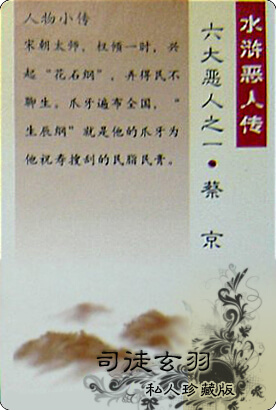 水浒恶人传
六大恶人之一·蔡京
人物小传
宋朝太师，权倾一时，兴
起“花石纲”，弄得民不
聊生。爪牙遍布全国，“
生辰纲”就是他的爪牙为
他祝寿搜刮的民脂民膏。
司徒玄羽
私人珍藏版